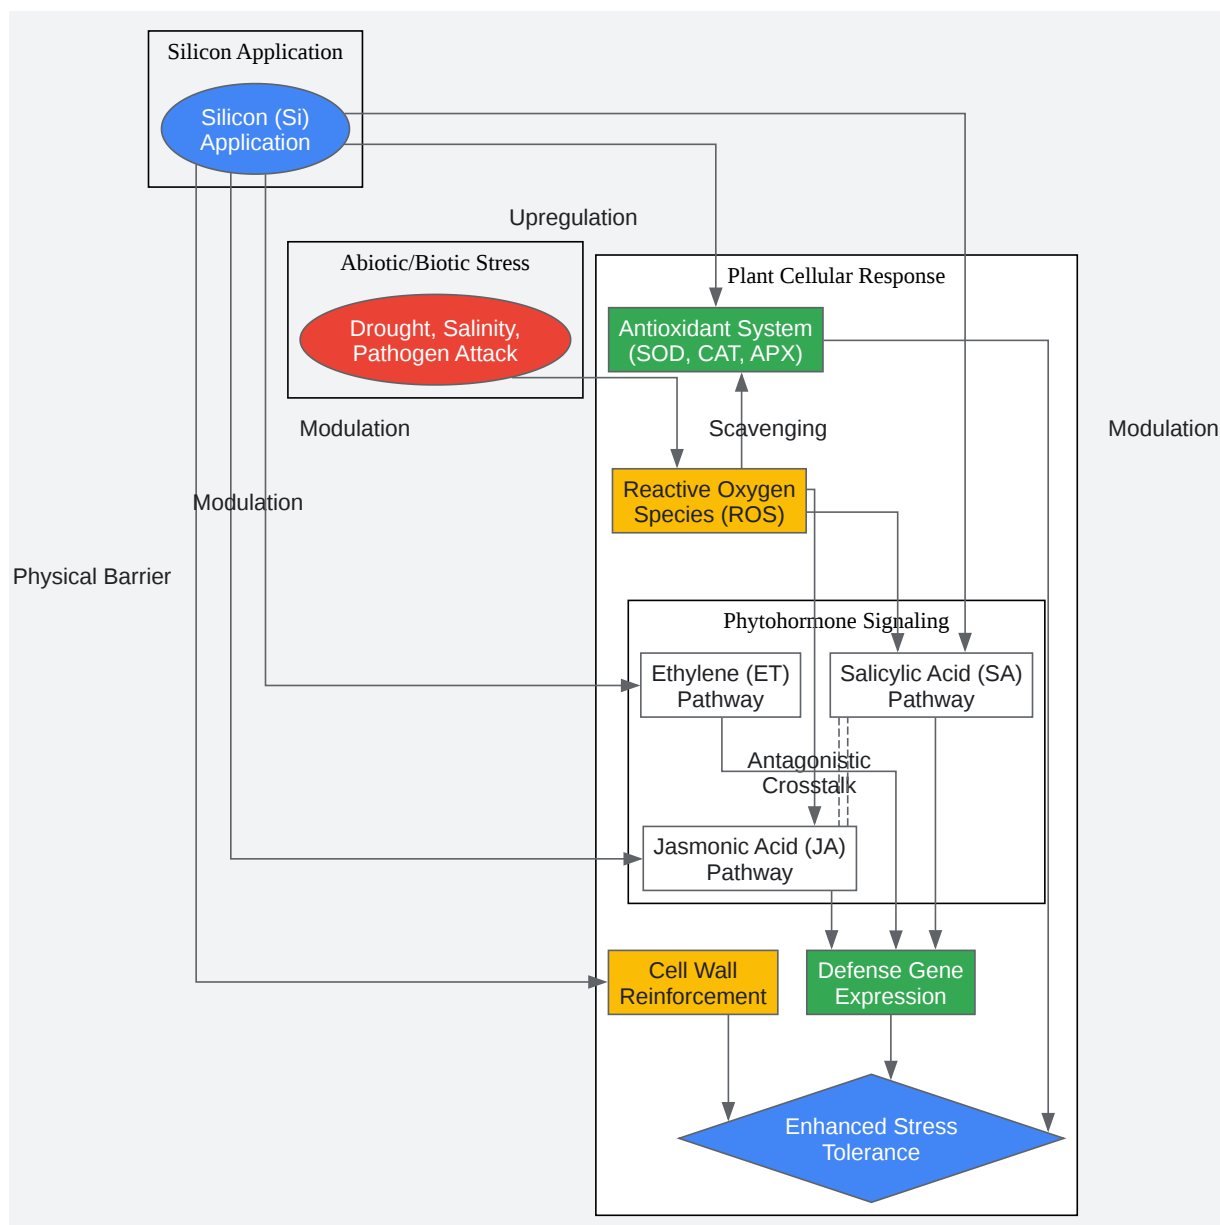 Silicon Application
Silicon (Si)
Application
Upregulation
Abiotic/Biotic Stress
Drought, Salinity,
Pathogen Attack
Plant Cellular Response
Antioxidant System
(SOD, CAT, APX)
Modulation
Scavenging
Modulation
Modulation
Reactive Oxygen
Species (ROS)
Physical Barrier
Phytohormone Signaling
Ethylene (ET)
Pathway
Salicylic Acid (SA)
Pathway
Antagonistic
Crosstalk
Jasmonic Acid (JA)
Pathway
Cell Wall
Reinforcement
Defense Gene
Expression
Enhanced Stress
Tolerance